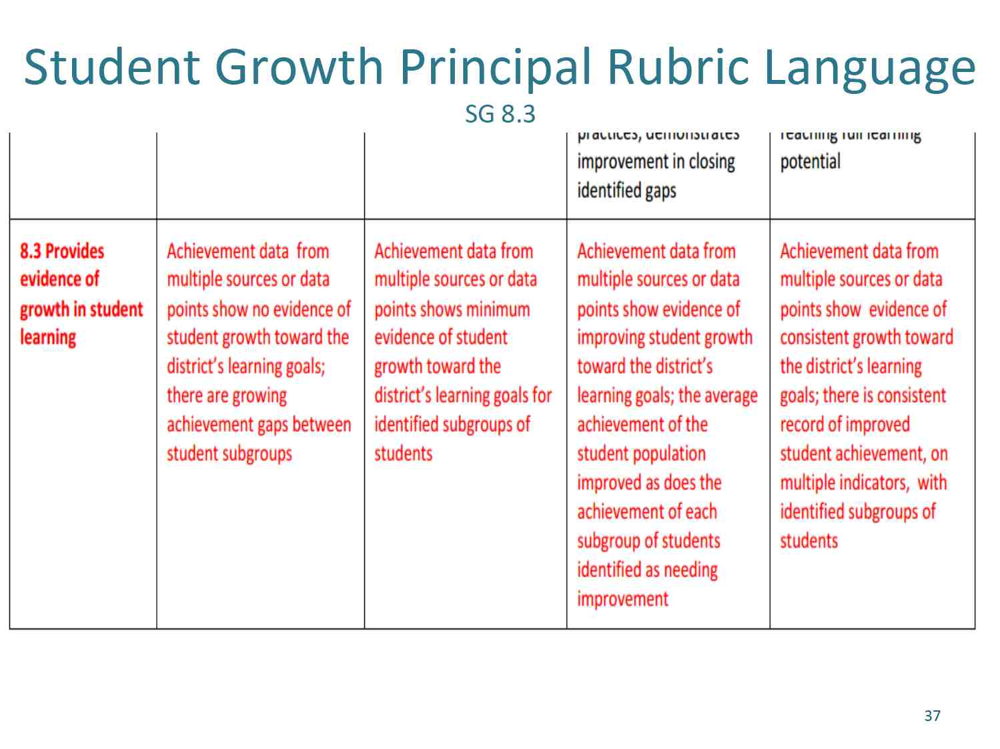 Student Growth Principal Rubric Language
SG 8.3
practices, demonstrates
improvement in closing
identified gaps
reaching full learning
potential
8.3 Provides
evidence of
growth in student
learning
Achievement data  from
multiple sources or data
points show no evidence of
student growth toward the
district’s learning goals;
there are growing
achievement gaps between
student subgroups
Achievement data from
multiple sources or data
points shows minimum
evidence of student
growth toward the
district’s learning goals for
identified subgroups of
students
Achievement data from
multiple sources or data
points show evidence of
improving student growth
toward the district’s
learning goals; the average
achievement of the
student population
improved as does the
achievement of each
subgroup of students
identified as needing
improvement
Achievement data from
multiple sources or data
points show  evidence of
consistent growth toward
the district’s learning
goals; there is consistent
record of improved
student achievement, on
multiple indicators,  with
identified subgroups of
students
37